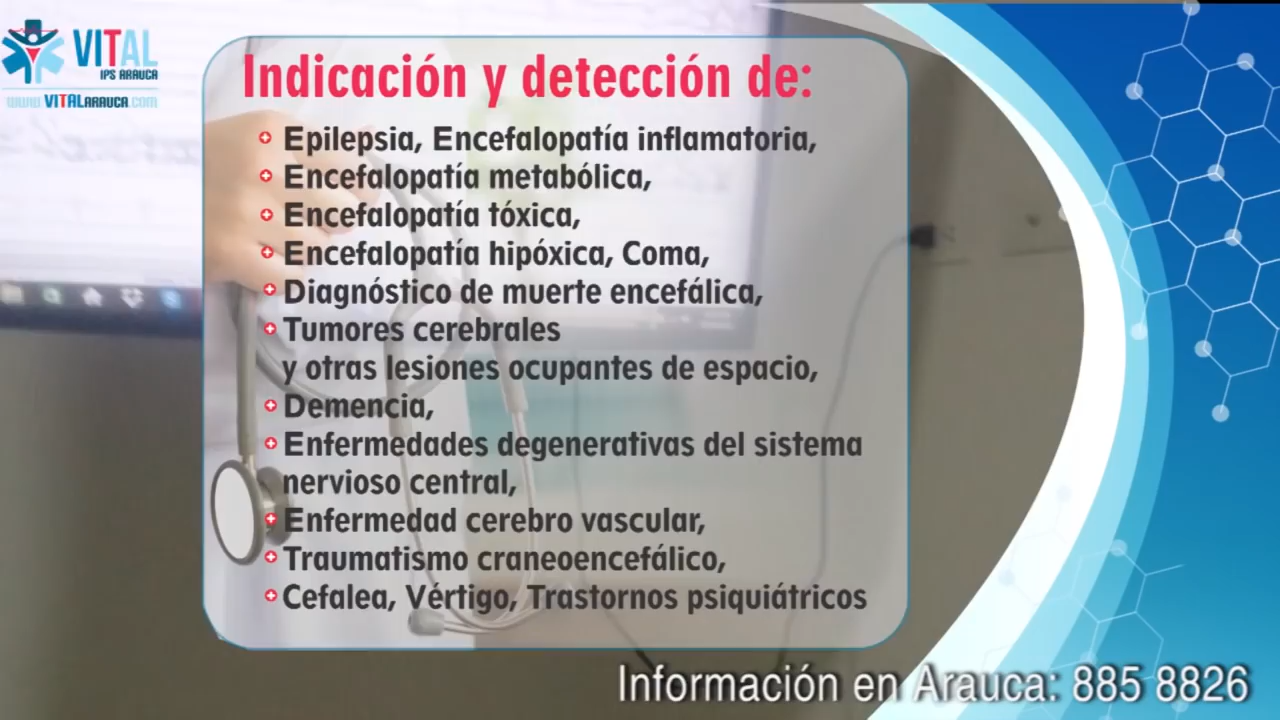 VITAL
IPS ARAUCA
www.VITALARAUCA.com
Indicación y detección de:
Epilepsia, Encefalopatía inflamatoria,
Encefalopatía metabólica,
Encefalopatía tóxica,
Encefalopatía hipóxica, Coma,
Diagnóstico de muerte encefálica,
Tumores cerebrales
y otras lesiones ocupantes de espacio,
Demencia,
Enfermedades degenerativas del sistema
nervioso central,
Enfermedad cerebro vascular,
Traumatismo craneoencefálico,
Cefalea, Vértigo, Trastornos psiquiátricos
Información en Arauca: 885 8826